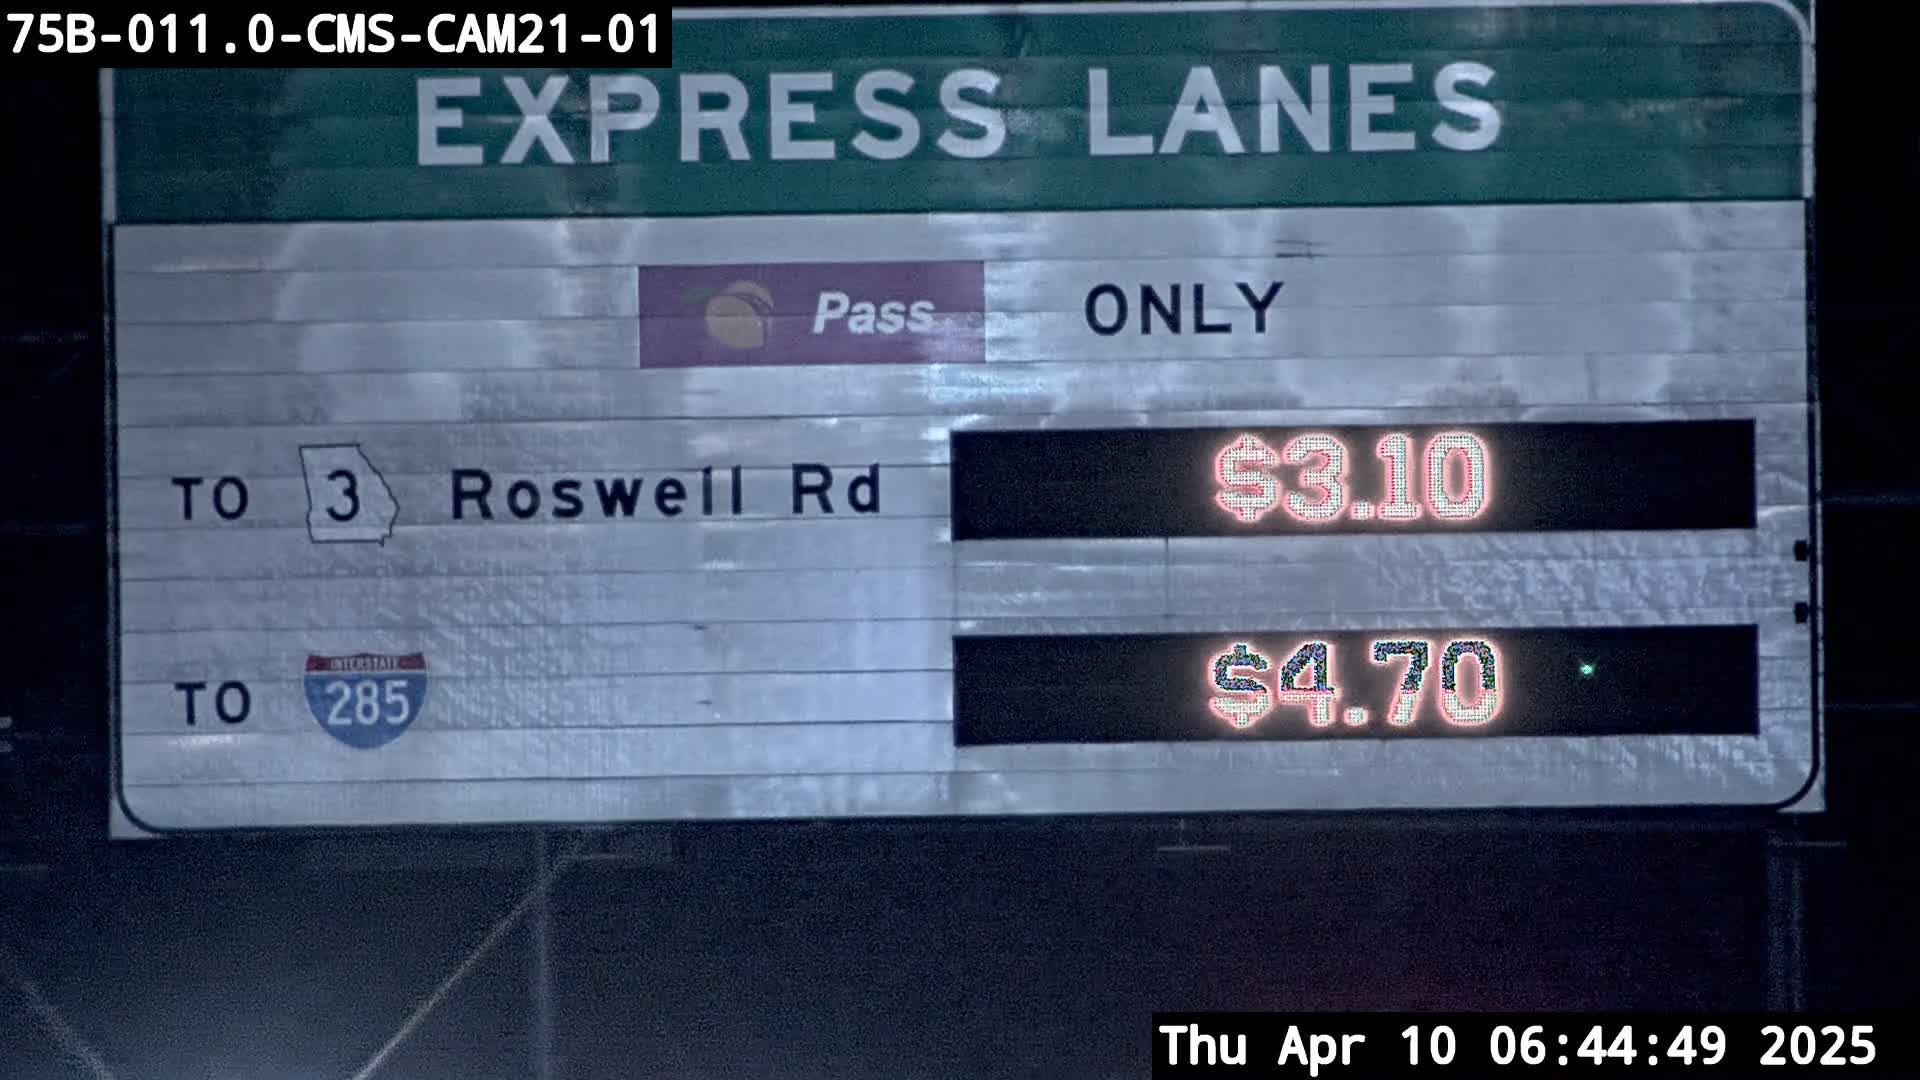 75B-011.0-CMS-CAM21-01
EXPRESS LANES
Pass ONLY
TO 3 Roswell Rd $3.10
INTERSTATE
TO 285 $4.70
Thu Apr 10 06:44:49 2025